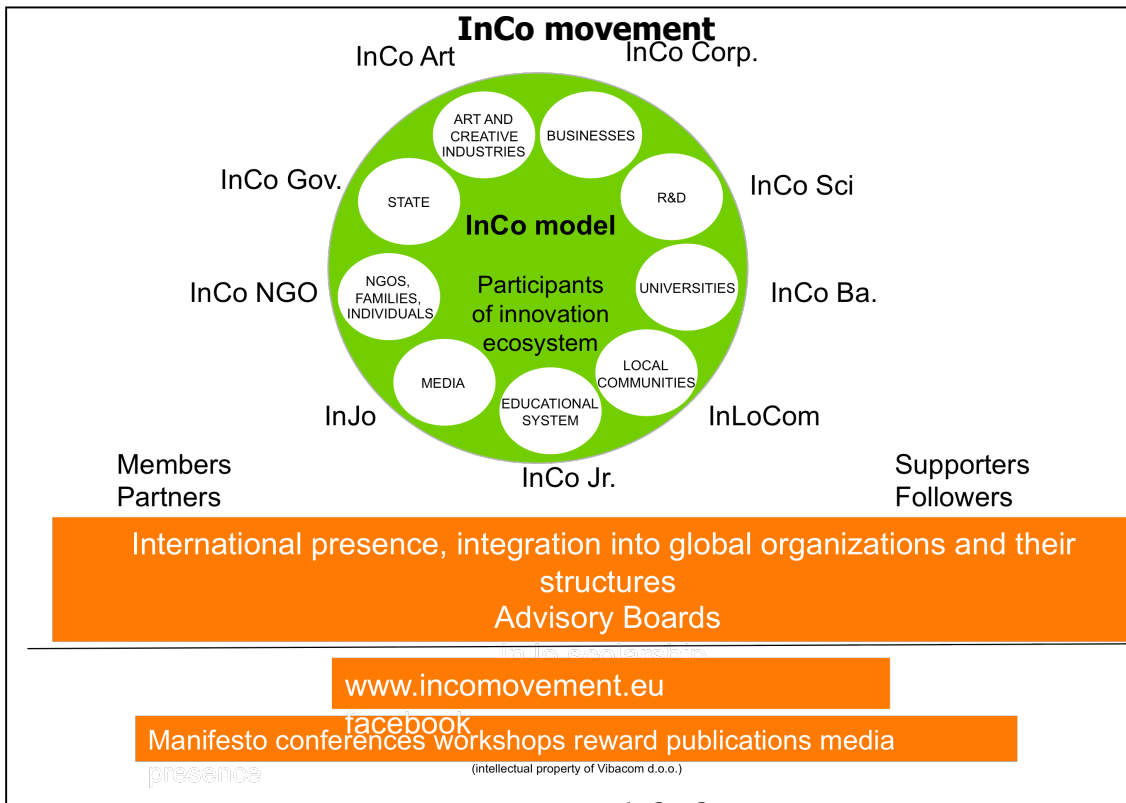 InCo movement
InCo Art
InCo Corp.
ART AND
CREATIVE
INDUSTRIES
BUSINESSES
InCo Gov.
STATE
R&D
InCo Sci
InCo model
InCo NGO
NGOS,
FAMILIES,
INDIVIDUALS
Participants
of innovation
ecosystem
UNIVERSITIES
InCo Ba.
MEDIA
LOCAL
COMMUNITIES
EDUCATIONAL
SYSTEM
InJo
InLoCom
InCo Jr.
Members
Partners
Supporters
Followers
International presence, integration into global organizations and their
structures
Advisory Boards
InJo scolarship
www.incomovement.eu
facebook
Manifesto conferences workshops reward publications media
presence
(intellectual property of Vibacom d.o.o.)